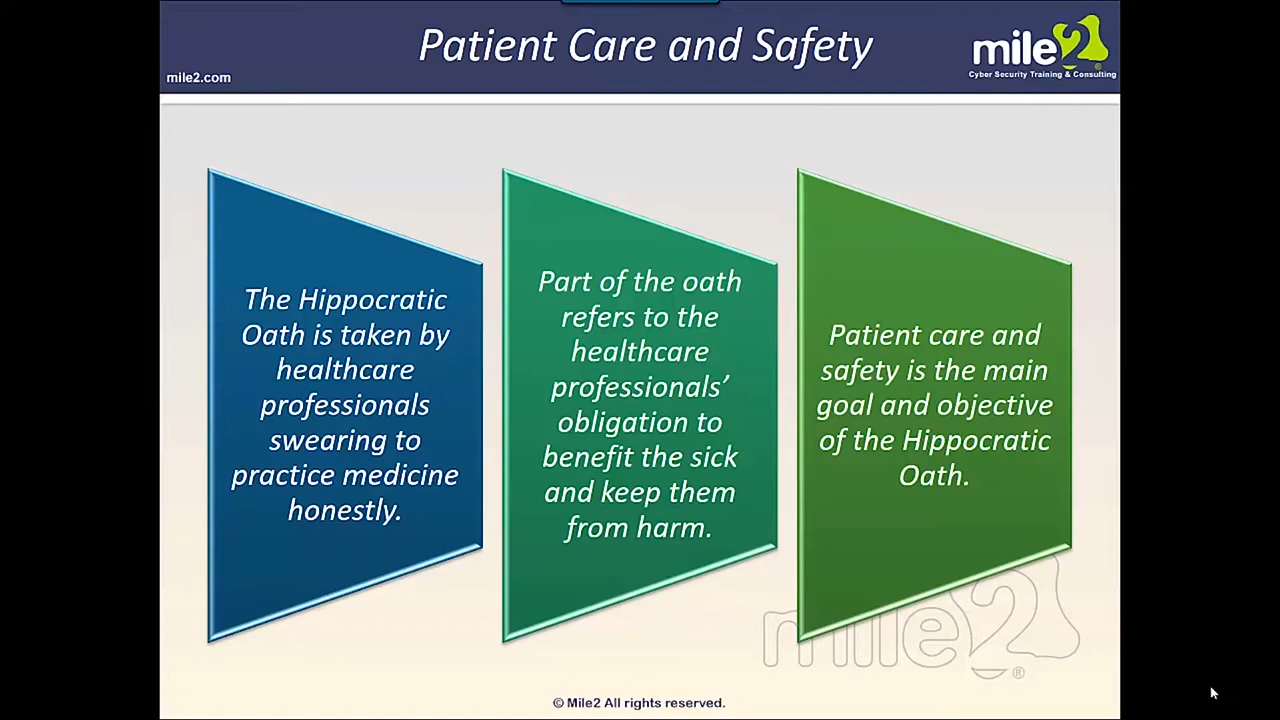 Patient Care and Safety
mile2
®
Cyber Security Training & Consulting
mile2.com
The Hippocratic
Oath is taken by
healthcare
professionals
swearing to
practice medicine
honestly.
Part of the oath
refers to the
healthcare
professionals’
obligation to
benefit the sick
and keep them
from harm.
Patient care and
safety is the main
goal and objective
of the Hippocratic
Oath.
mile2
®
© Mile2 All rights reserved.